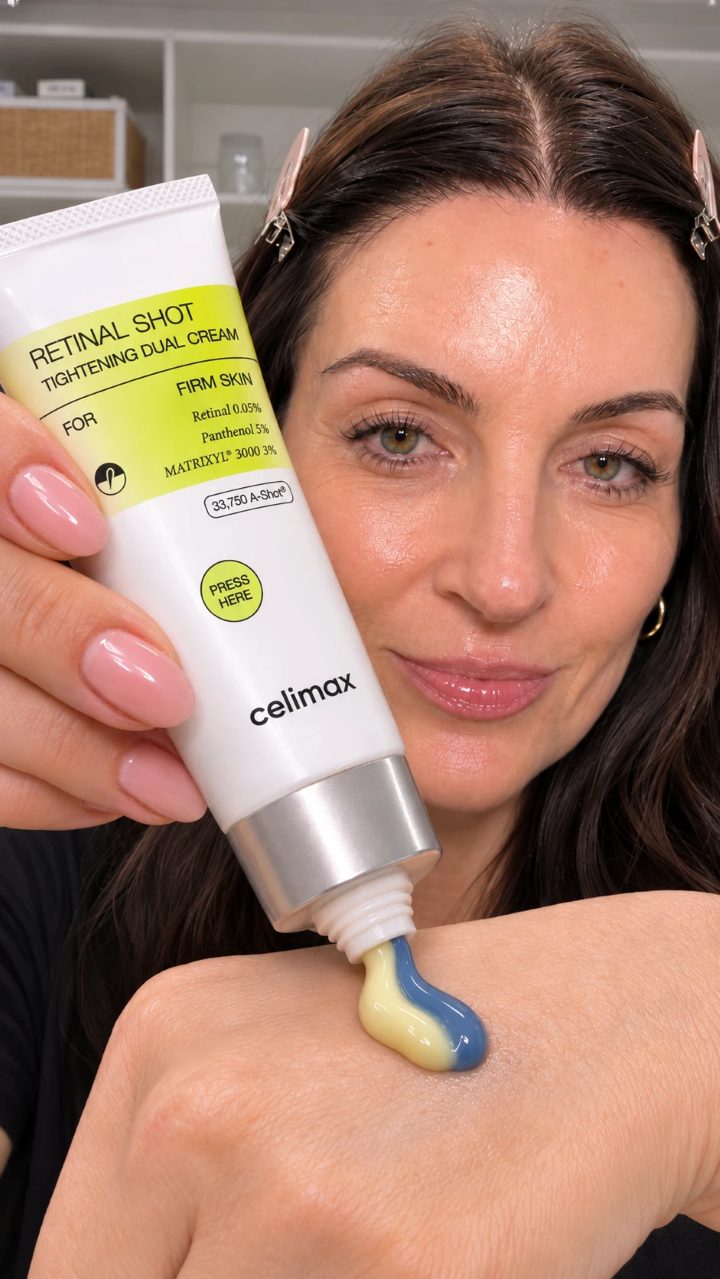 RETINAL SHOT
TIGHTENING DUAL CREAM
FOR
FIRM SKIN
Retinal 0.05%
Panthenol 5%
MATRIXYL® 3000 3%
33,750 A-Shot®
PRESS
HERE
celimax